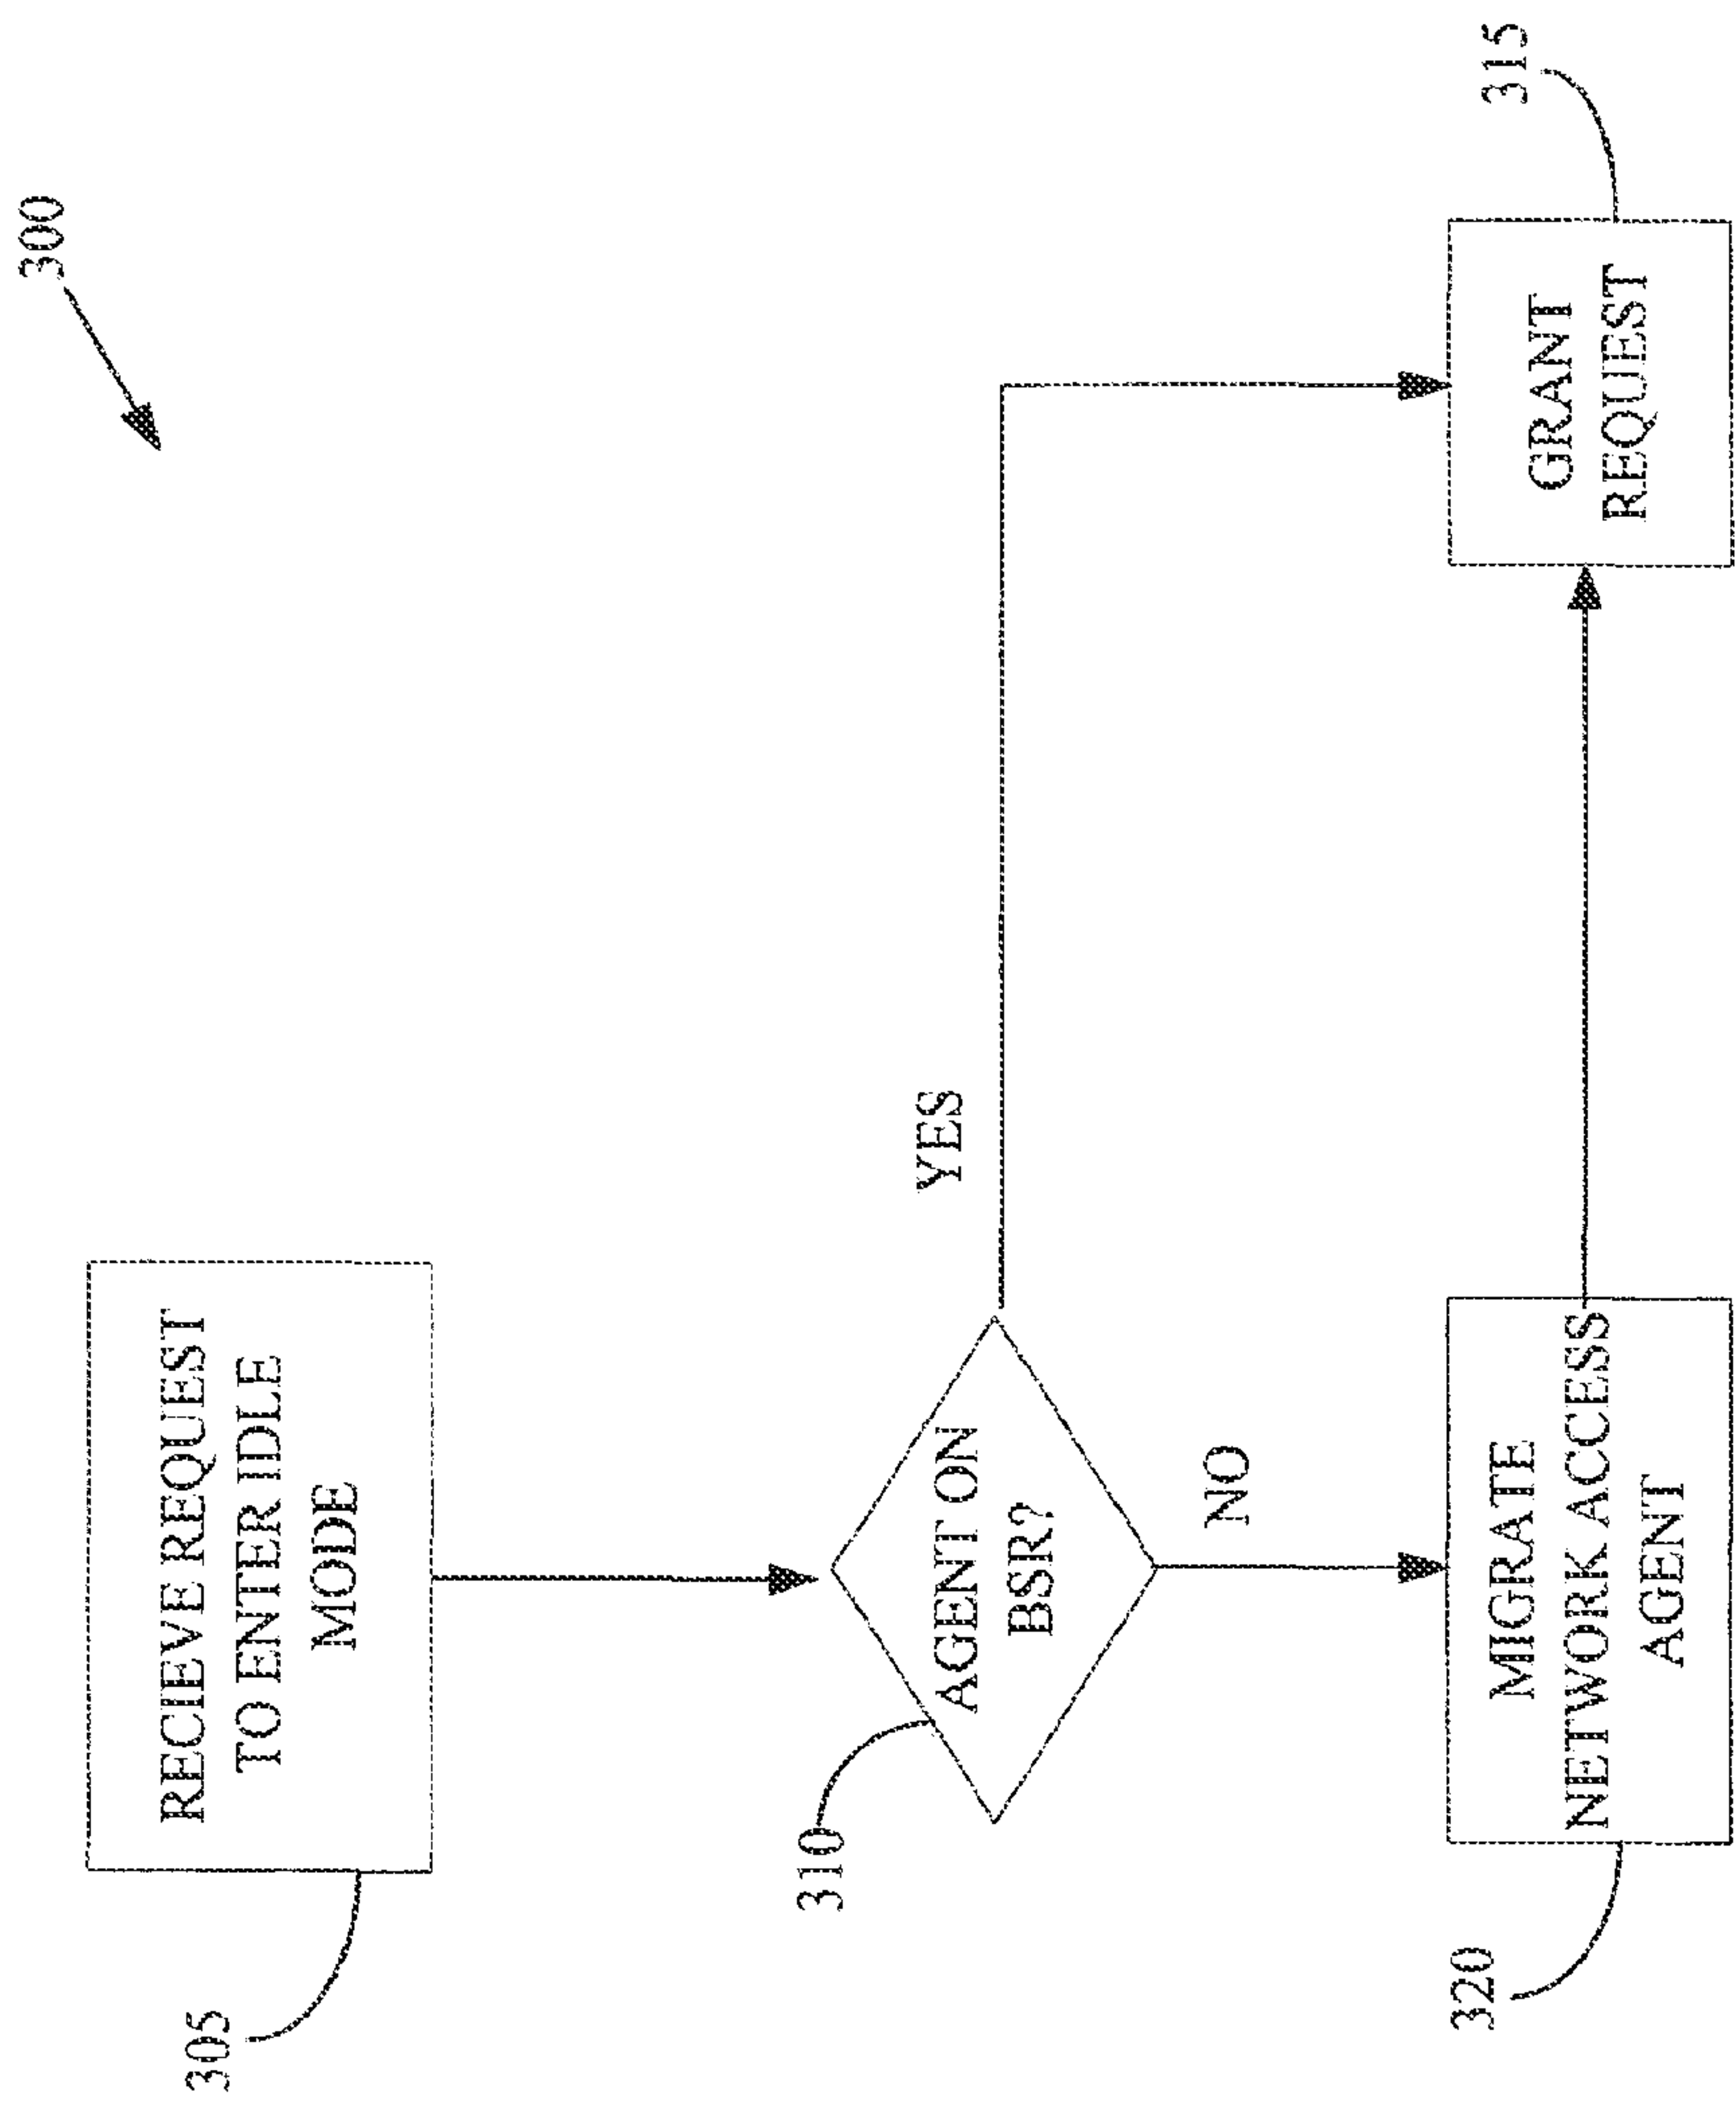 300
305
RECIEVE REQUEST
TO ENTER IDLE
MODE
310
AGENT ON
BSR?
YES
NO
320
MIGRATE
NETWORK ACCESS
AGENT
GRANT
REQUEST
315